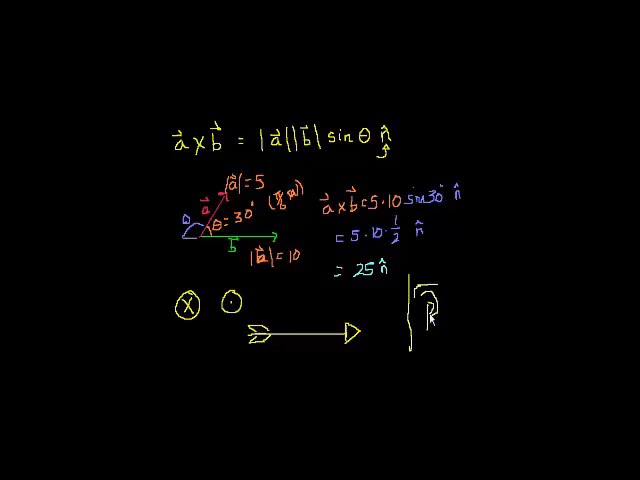 a⃗ × b⃗ = |a⃗||b⃗| sin θ n̂
|a⃗| = 5
a⃗
θ
θ = 30°
b⃗
|b⃗| = 10
a⃗ × b⃗ = 5 · 10 sin 30° n̂
= 5 · 10 · 1/2 n̂
= 25 n̂